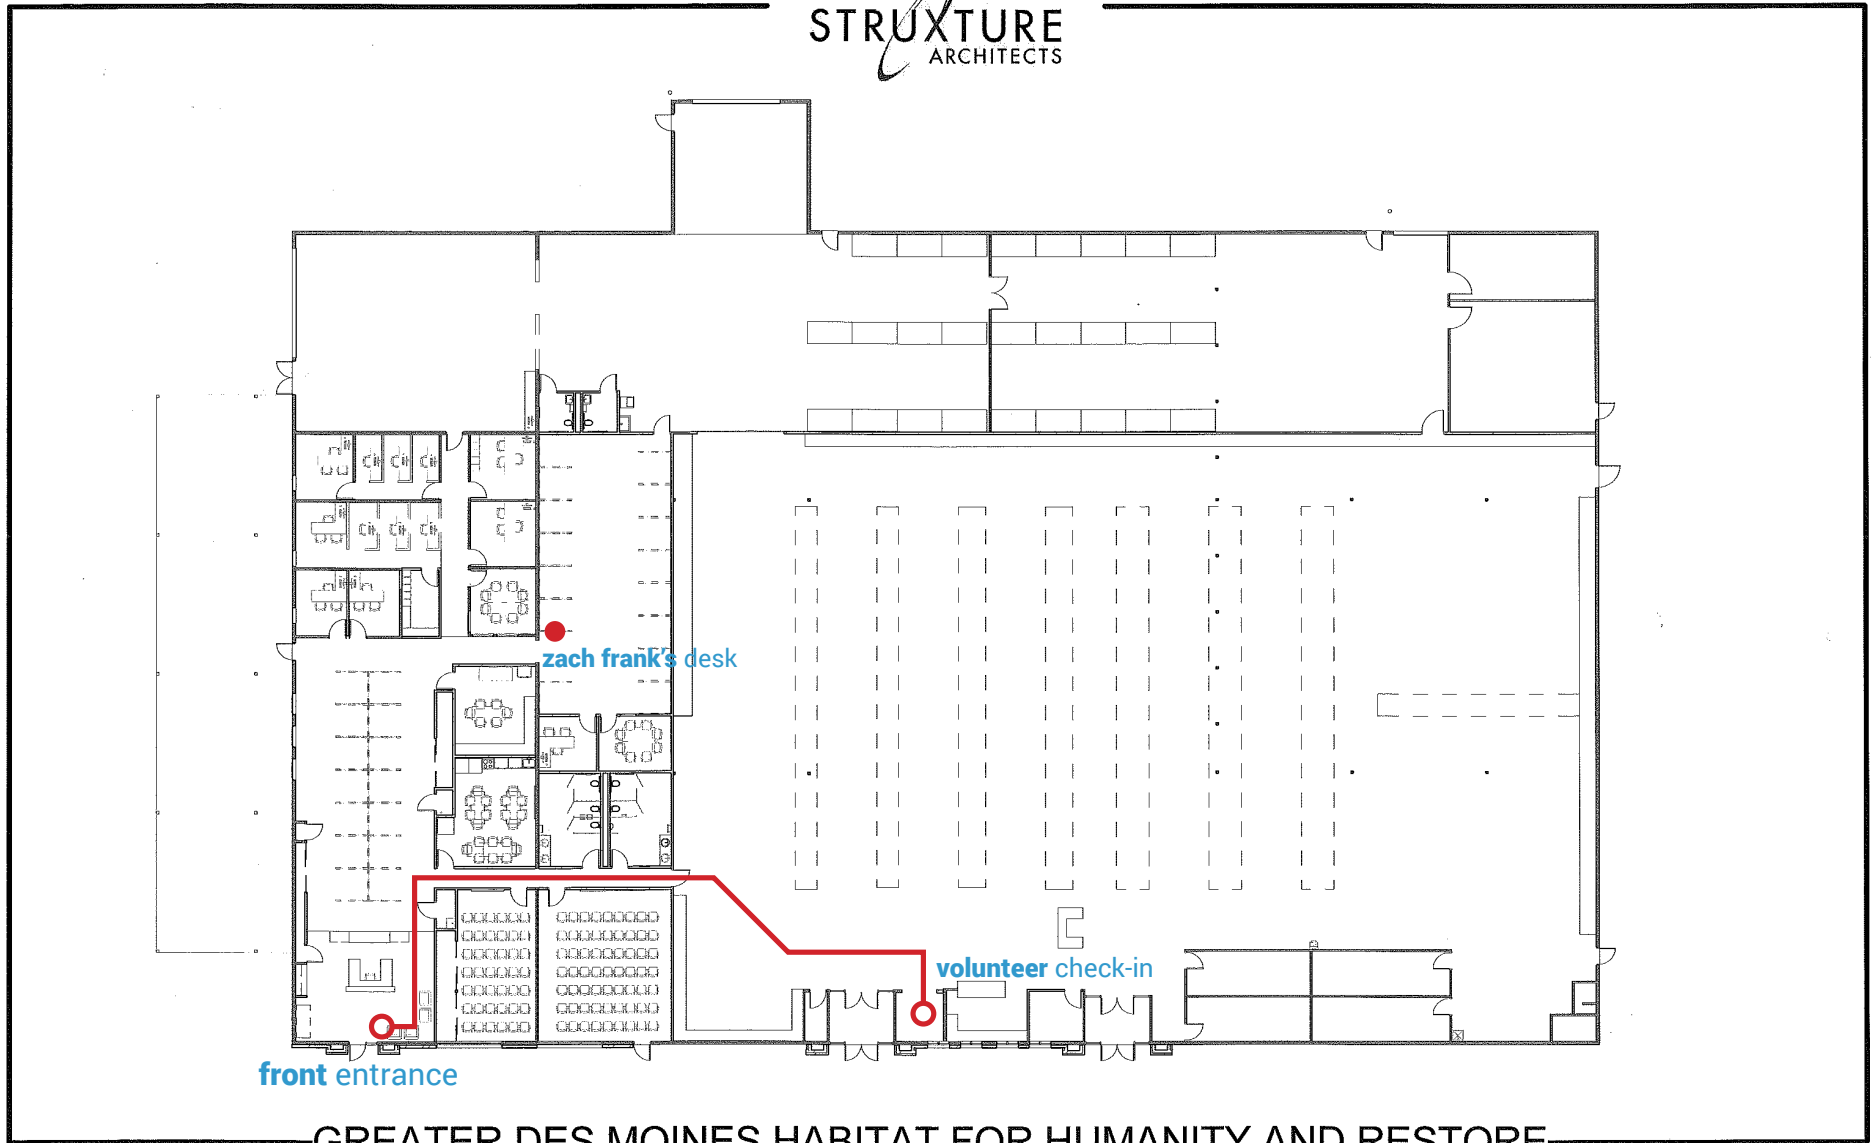 STRUXTURE
ARCHITECTS
zach frank's desk
volunteer check-in
front entrance
GREATER DES MOINES HABITAT FOR HUMANITY AND RESTORE